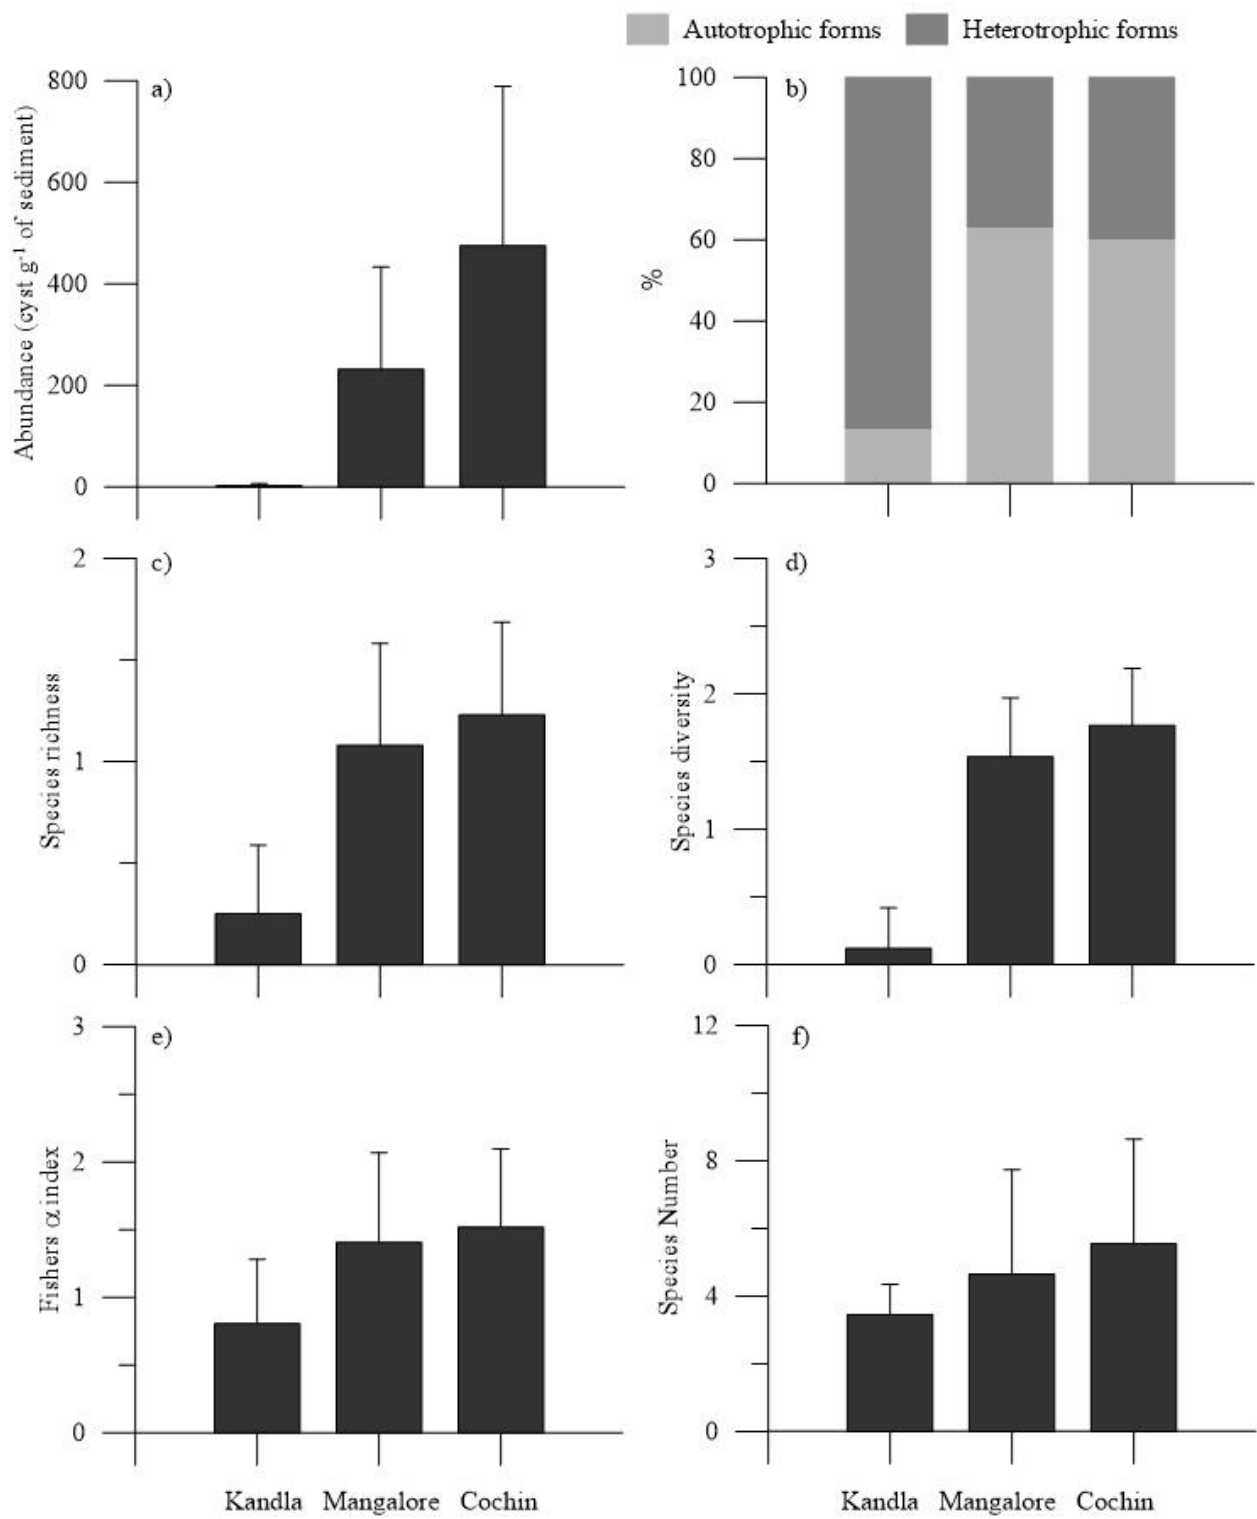 Autotrophic forms Heterotrophic forms
a)
800
600
400
200
0
Abundance (cyst g⁻¹ of sediment)
b)
100
80
60
40
20
0
%
c)
2
1
0
Species richness
d)
3
2
1
0
Species diversity
e)
3
2
1
0
Fishers α index
Kandla Mangalore Cochin
f)
12
8
4
0
Species Number
Kandla Mangalore Cochin